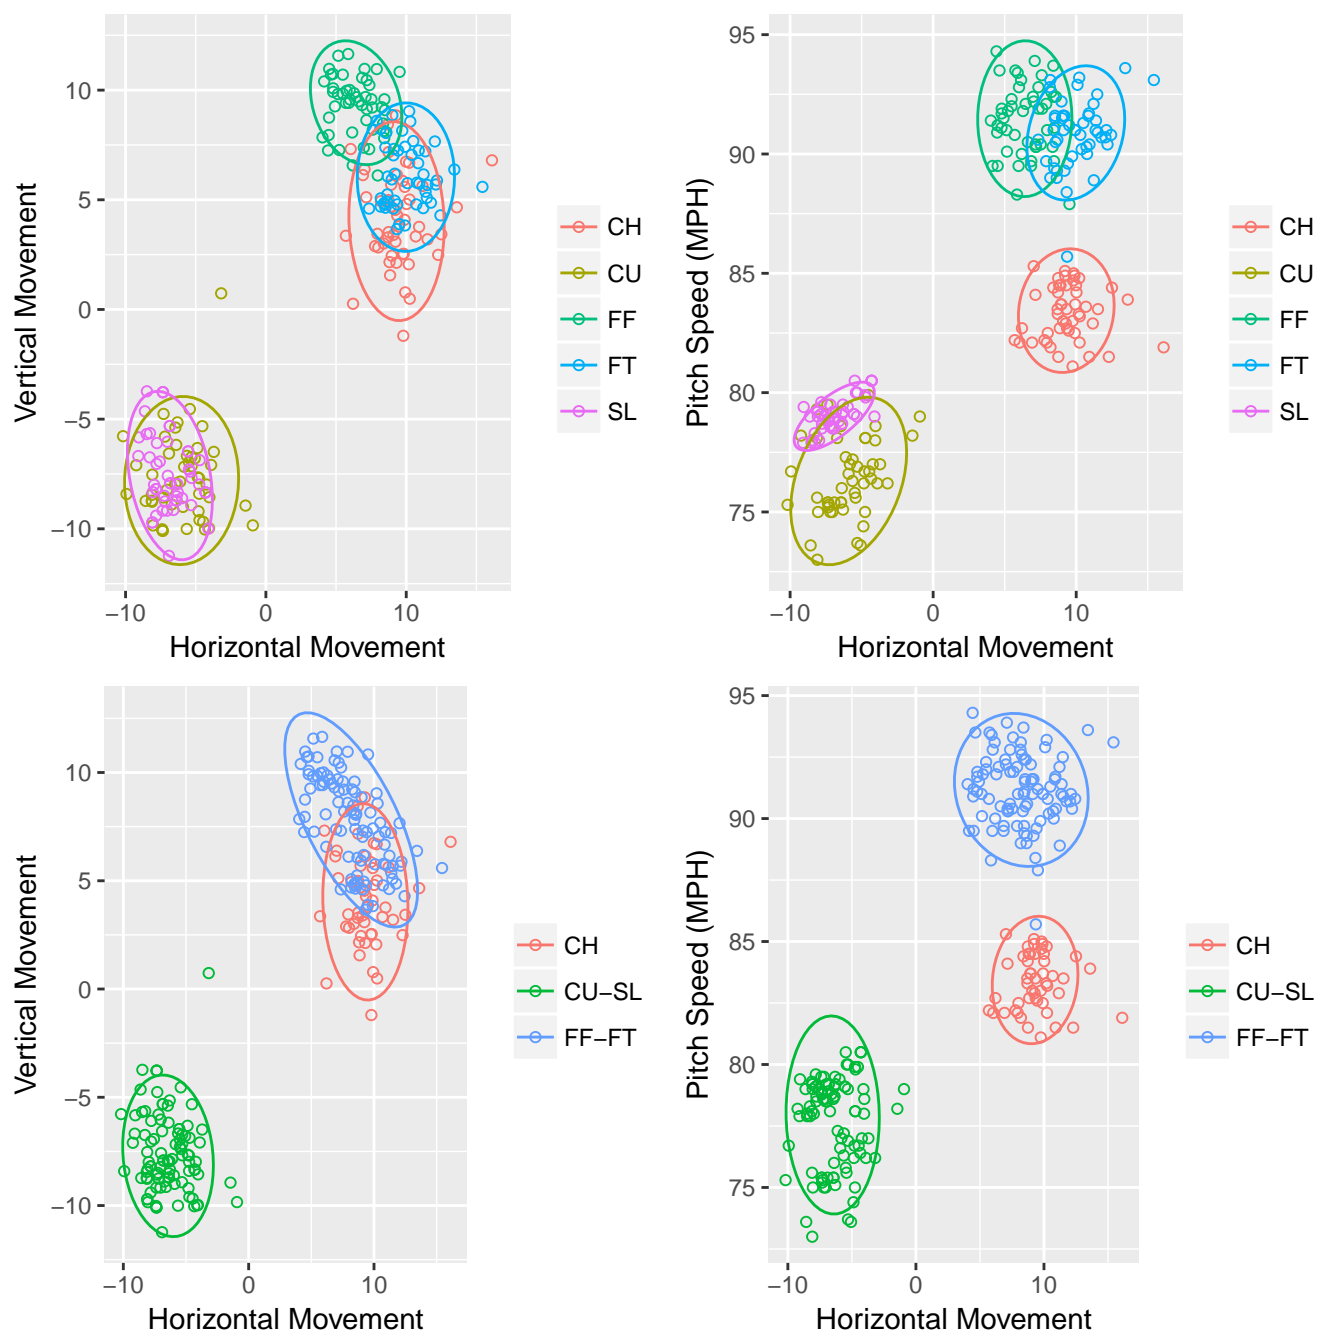 Vertical Movement
10
5
0
−5
−10
−10
0
10
Horizontal Movement
CH
CU
FF
FT
SL
Pitch Speed (MPH)
95
90
85
80
75
−10
0
10
Horizontal Movement
CH
CU
FF
FT
SL
Vertical Movement
10
5
0
−5
−10
−10
0
10
Horizontal Movement
CH
CU−SL
FF−FT
Pitch Speed (MPH)
95
90
85
80
75
−10
0
10
Horizontal Movement
CH
CU−SL
FF−FT